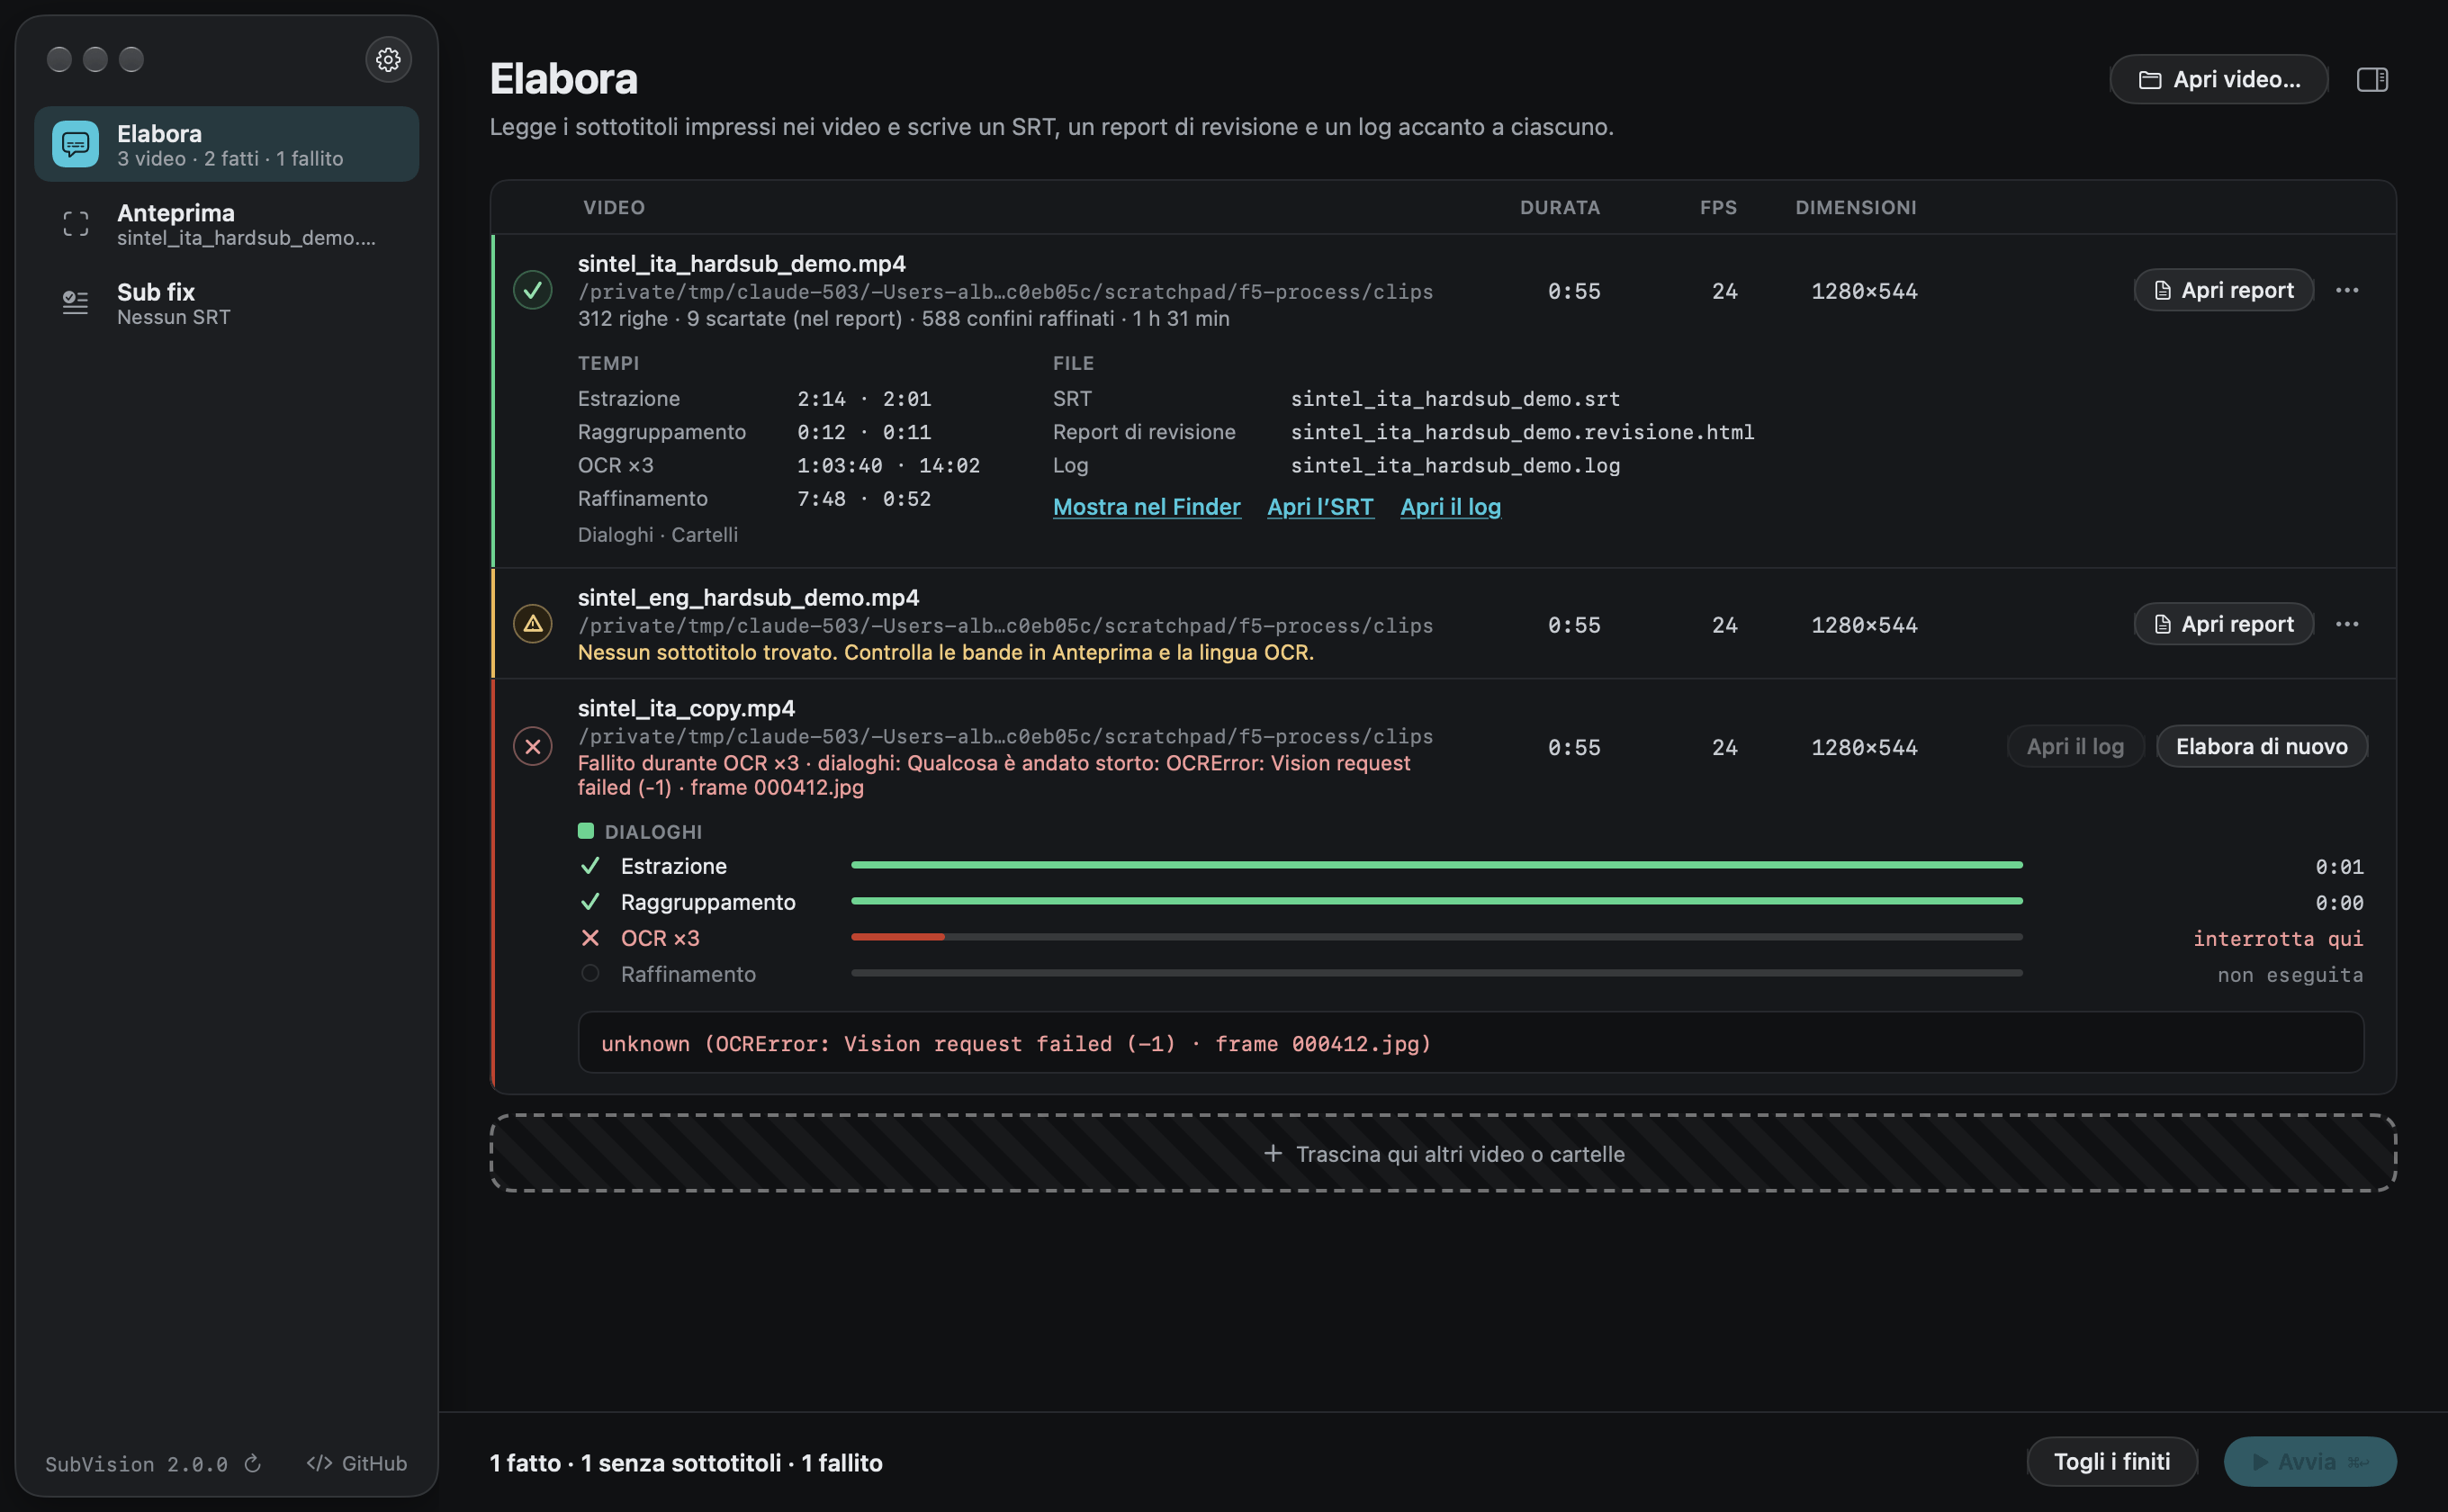 Elabora
3 video · 2 fatti · 1 fallito
Anteprima
sintel_ita_hardsub_demo....
Sub fix
Nessun SRT
SubVision 2.0.0
</> GitHub
Elabora
Apri video...
Legge i sottotitoli impressi nei video e scrive un SRT, un report di revisione e un log accanto a ciascuno.
VIDEO DURATA FPS DIMENSIONI
sintel_ita_hardsub_demo.mp4
/private/tmp/claude-503/-Users-alb…c0eb05c/scratchpad/f5-process/clips 0:55 24 1280×544 Apri report ···
312 righe · 9 scartate (nel report) · 588 confini raffinati · 1 h 31 min
TEMPI FILE
Estrazione 2:14 · 2:01 SRT sintel_ita_hardsub_demo.srt
Raggruppamento 0:12 · 0:11 Report di revisione sintel_ita_hardsub_demo.revisione.html
OCR ×3 1:03:40 · 14:02 Log sintel_ita_hardsub_demo.log
Raffinamento 7:48 · 0:52 Mostra nel Finder Apri l’SRT Apri il log
Dialoghi · Cartelli
sintel_eng_hardsub_demo.mp4
/private/tmp/claude-503/-Users-alb…c0eb05c/scratchpad/f5-process/clips 0:55 24 1280×544 Apri report ···
Nessun sottotitolo trovato. Controlla le bande in Anteprima e la lingua OCR.
sintel_ita_copy.mp4
/private/tmp/claude-503/-Users-alb…c0eb05c/scratchpad/f5-process/clips 0:55 24 1280×544 Apri il log Elabora di nuovo
Fallito durante OCR ×3 · dialoghi: Qualcosa è andato storto: OCRError: Vision request
failed (-1) · frame 000412.jpg
DIALOGHI
Estrazione 0:01
Raggruppamento 0:00
OCR ×3 interrotta qui
Raffinamento non eseguita
unknown (OCRError: Vision request failed (-1) · frame 000412.jpg)
+ Trascina qui altri video o cartelle
1 fatto · 1 senza sottotitoli · 1 fallito Togli i finiti Avvia ⌘↩